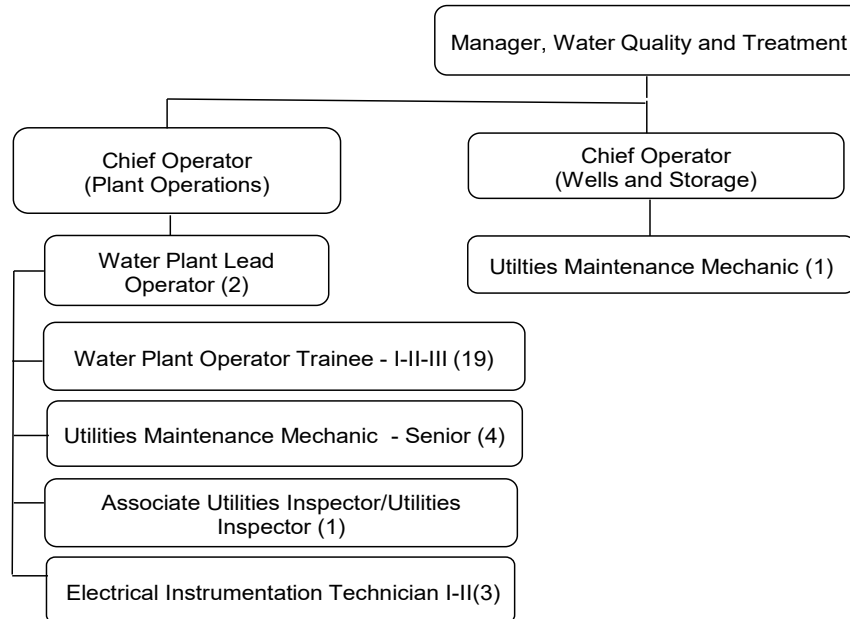 Manager, Water Quality and Treatment
Chief Operator
(Plant Operations)
Chief Operator
(Wells and Storage)
Water Plant Lead
Operator (2)
Utilties Maintenance Mechanic (1)
Water Plant Operator Trainee - I-II-III (19)
Utilities Maintenance Mechanic - Senior (4)
Associate Utilities Inspector/Utilities
Inspector (1)
Electrical Instrumentation Technician I-II(3)